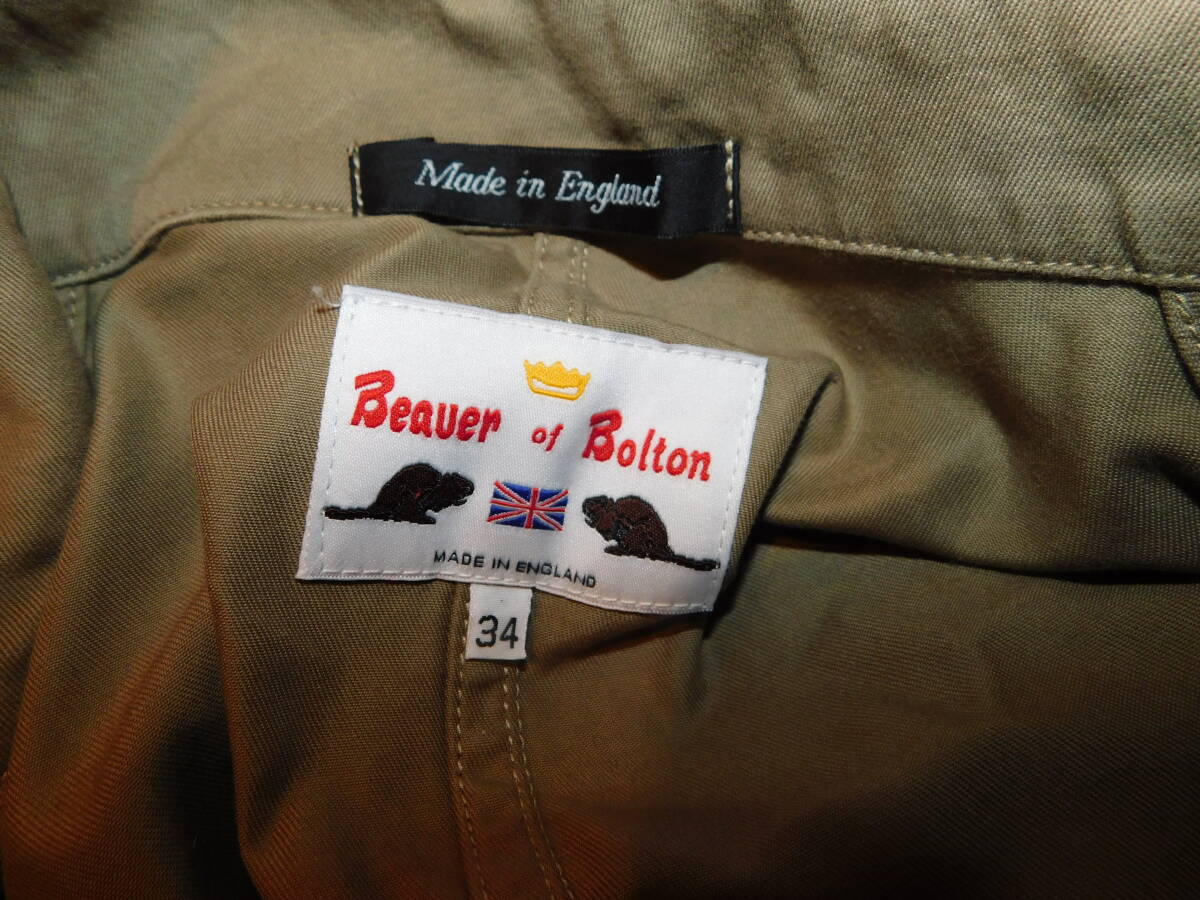 Made in England
Beaver of Bolton
MADE IN ENGLAND
34